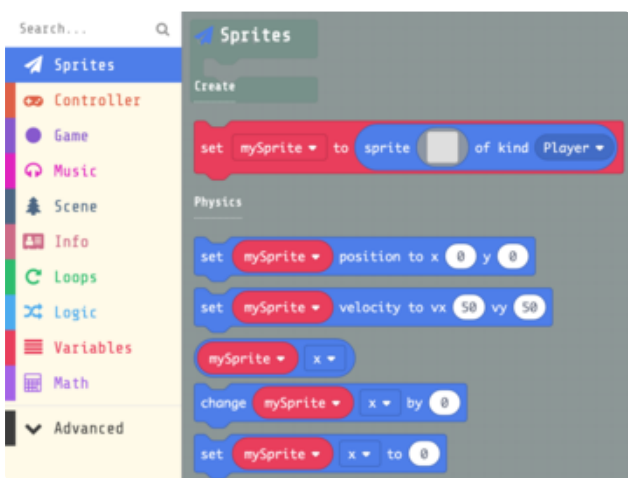 Search...
Sprites
Controller
Game
Music
Scene
Info
Loops
Logic
Variables
Math
Advanced
Sprites
Create
set mySprite to sprite of kind Player
Physics
set mySprite position to x 0 y 0
set mySprite velocity to vx 50 vy 50
mySprite x
change mySprite x by 0
set mySprite x to 0